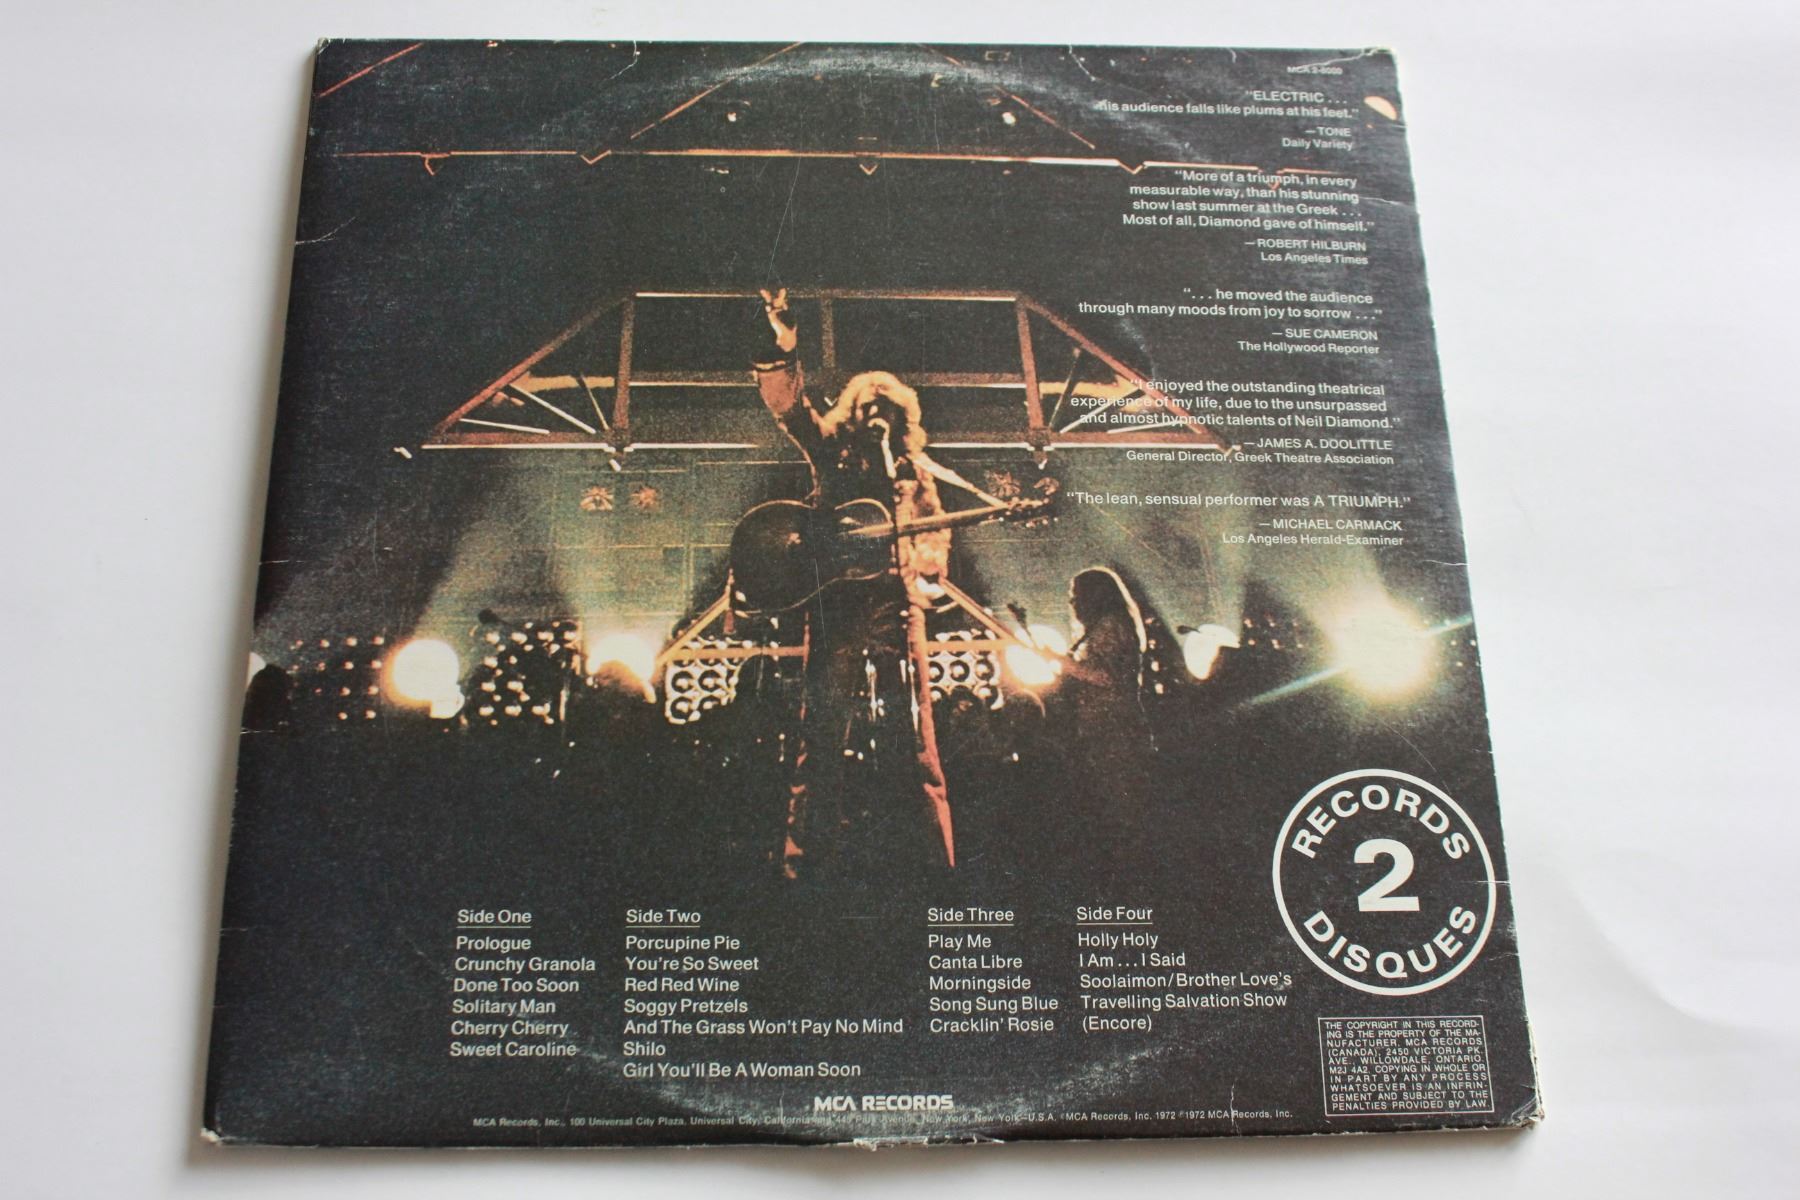 MCA 2-8000
"ELECTRIC . . .
his audience falls like plums at his feet."
— TONE
Daily Variety
"More of a triumph, in every
measurable way, than his stunning
show last summer at the Greek . . .
Most of all, Diamond gave of himself."
— ROBERT HILBURN
Los Angeles Times
". . . he moved the audience
through many moods from joy to sorrow . . ."
— SUE CAMERON
The Hollywood Reporter
"I enjoyed the outstanding theatrical
experience of my life, due to the unsurpassed
and almost hypnotic talents of Neil Diamond."
— JAMES A. DOOLITTLE
General Director, Greek Theatre Association
"The lean, sensual performer was A TRIUMPH."
— MICHAEL CARMACK
Los Angeles Herald-Examiner
RECORDS
2
DISQUES
Side One
Prologue
Crunchy Granola
Done Too Soon
Solitary Man
Cherry Cherry
Sweet Caroline
Side Two
Porcupine Pie
You're So Sweet
Red Red Wine
Soggy Pretzels
And The Grass Won't Pay No Mind
Shilo
Girl You'll Be A Woman Soon
Side Three
Play Me
Canta Libre
Morningside
Song Sung Blue
Cracklin' Rosie
Side Four
Holly Holy
I Am . . . I Said
Soolaimon/Brother Love's
Travelling Salvation Show
(Encore)
THE COPYRIGHT IN THIS RECORD-
ING IS THE PROPERTY OF THE MA-
NUFACTURER, MCA RECORDS
(CANADA), 2450 VICTORIA PK.
AVE., WILLOWDALE, ONTARIO.
M2J 4A2. COPYING IN WHOLE OR
IN PART BY ANY PROCESS
WHATSOEVER IS AN INFRIN-
GEMENT AND SUBJECT TO THE
PENALTIES PROVIDED BY LAW.
MCA RECORDS
MCA Records, Inc., 100 Universal City Plaza, Universal City, California and 445 Park Avenue, New York, New York—U.S.A. ©MCA Records, Inc. 1972 ℗1972 MCA Records, Inc.